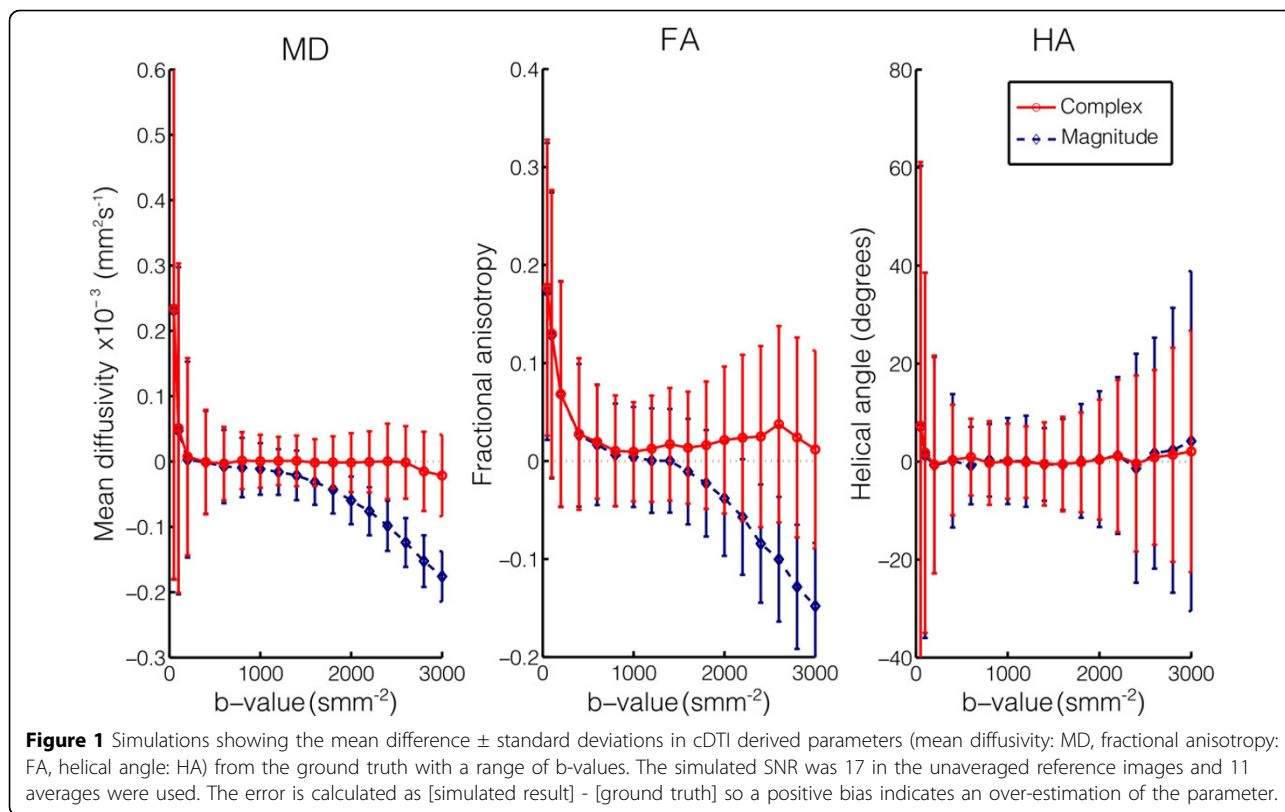 MD
FA
HA
Mean diffusivity x10⁻³ (mm²s⁻¹)
0.6
0.5
0.4
0.3
0.2
0.1
0
−0.1
−0.2
−0.3
0 1000 2000 3000
b−value (smm⁻²)
Fractional anisotropy
0.4
0.3
0.2
0.1
0
−0.1
−0.2
0 1000 2000 3000
b−value (smm⁻²)
Helical angle (degrees)
80
60
40
20
0
−20
−40
0 1000 2000 3000
b−value (smm⁻²)
Complex
Magnitude
Figure 1 Simulations showing the mean difference ± standard deviations in cDTI derived parameters (mean diffusivity: MD, fractional anisotropy:
FA, helical angle: HA) from the ground truth with a range of b-values. The simulated SNR was 17 in the unaveraged reference images and 11
averages were used. The error is calculated as [simulated result] - [ground truth] so a positive bias indicates an over-estimation of the parameter.